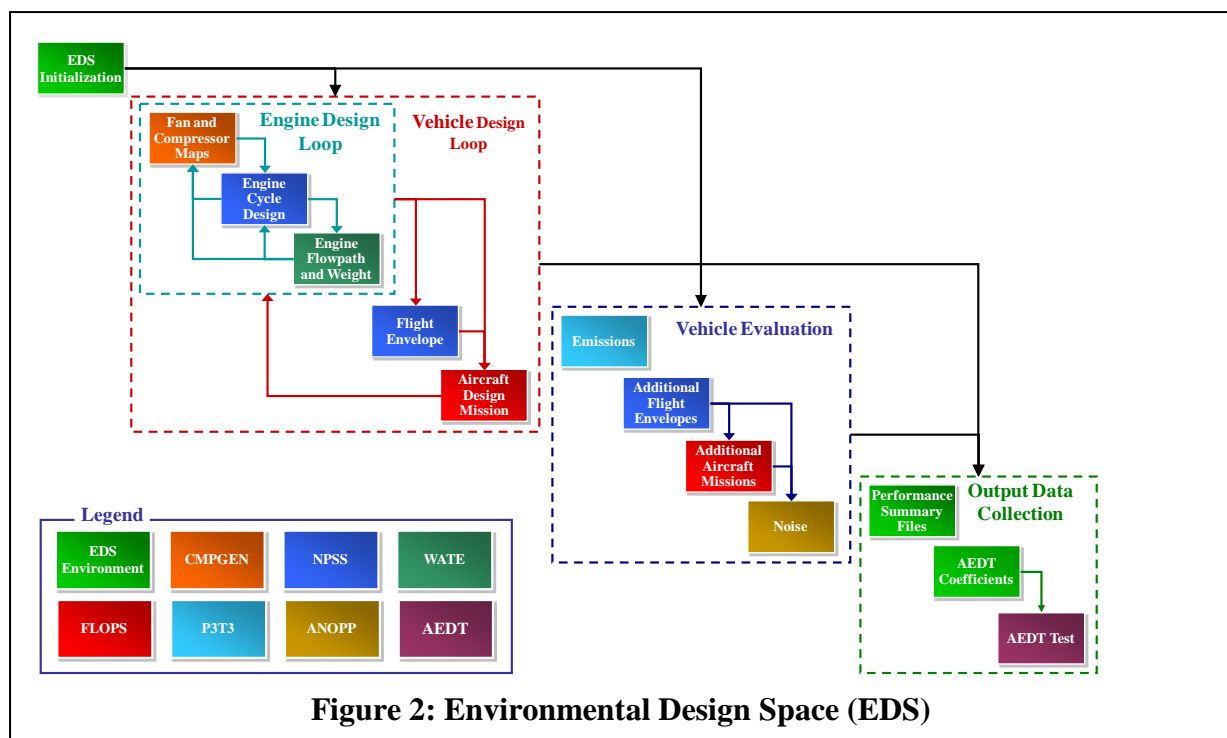 EDS
Initialization
Engine Design
Loop
Vehicle Design
Loop
Fan and
Compressor
Maps
Engine
Cycle
Design
Engine
Flowpath
and Weight
Flight
Envelope
Aircraft
Design
Mission
Vehicle Evaluation
Emissions
Additional
Flight
Envelopes
Additional
Aircraft
Missions
Noise
Output Data
Collection
Performance
Summary
Files
AEDT
Coefficients
AEDT Test
Legend
EDS
Environment
CMPGEN
NPSS
WATE
FLOPS
P3T3
ANOPP
AEDT
Figure 2: Environmental Design Space (EDS)